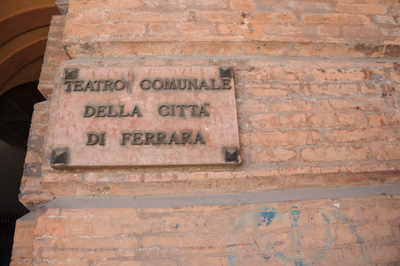 TEATRO COMUNALE
DELLA CITTÀ
DI FERRARA